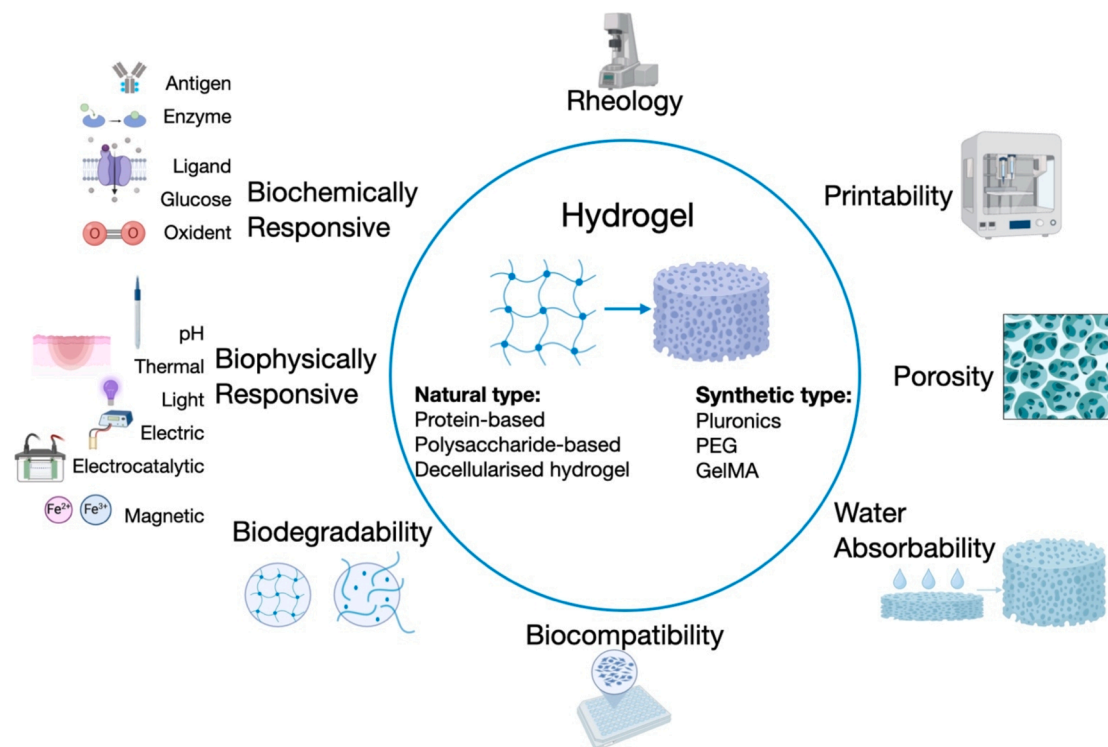 Rheology
Antigen
Enzyme
Ligand
Glucose
O O Oxident
Biochemically
Responsive
Printability
Hydrogel
pH
Thermal
Light
Electric
Electrocatalytic
Fe²⁺ Fe³⁺ Magnetic
Biophysically
Responsive
Porosity
Natural type:
Protein-based
Polysaccharide-based
Decellularised hydrogel
Synthetic type:
Pluronics
PEG
GelMA
Biodegradability
Water
Absorbability
Biocompatibility